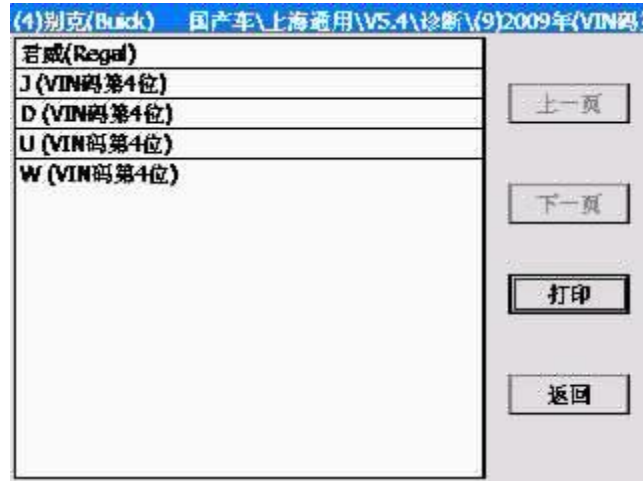 (4)别克(Buick) 国产车\上海通用\V5.4\诊断\(9)2009年(VIN码
君威(Regal)
J (VIN码第4位)
D (VIN码第4位)
U (VIN码第4位)
W (VIN码第4位)
上一页
下一页
打印
返回